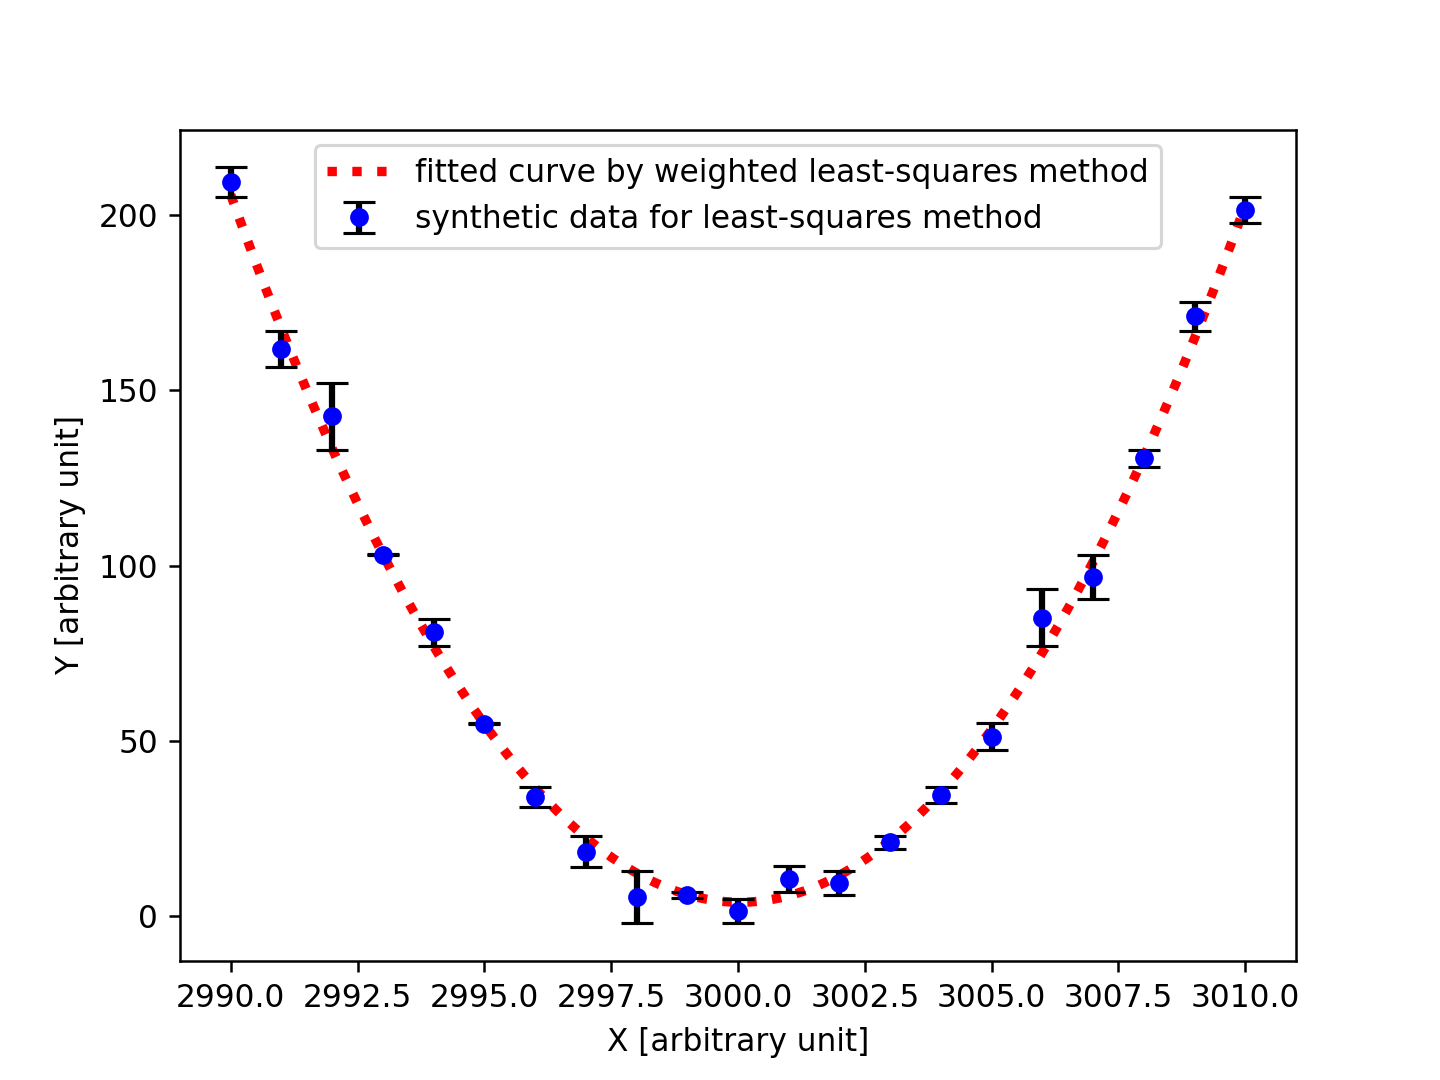 fitted curve by weighted least-squares method
synthetic data for least-squares method
200
150
100
50
0
Y [arbitrary unit]
2990.0 2992.5 2995.0 2997.5 3000.0 3002.5 3005.0 3007.5 3010.0
X [arbitrary unit]